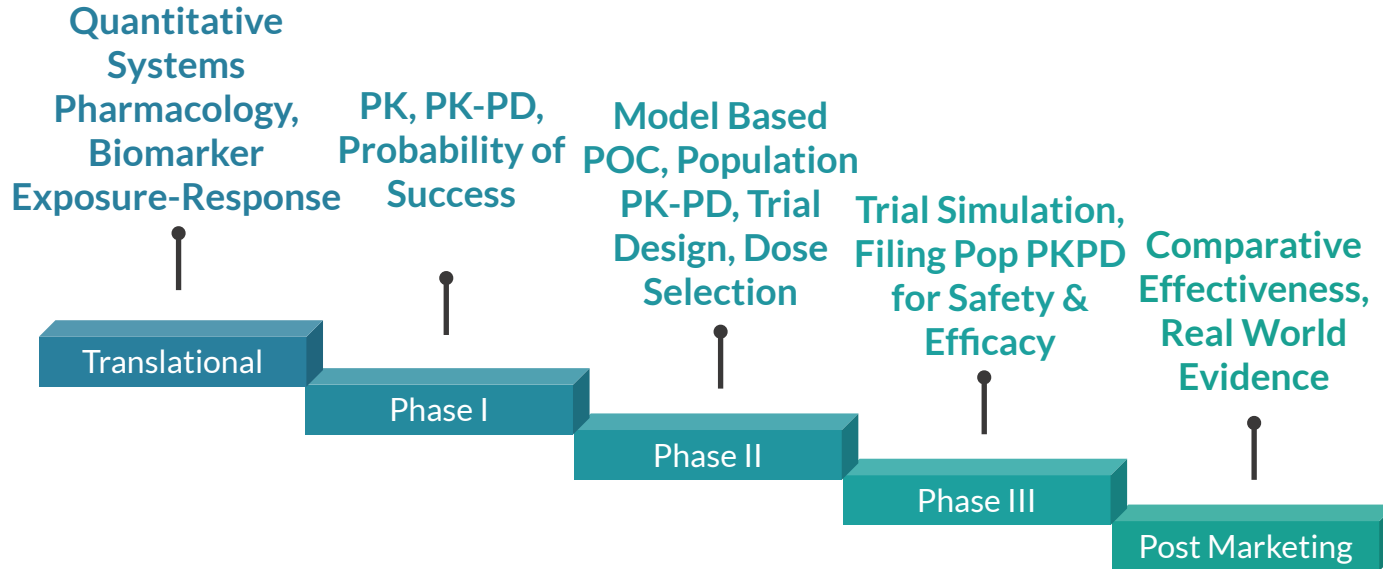 Quantitative
Systems
Pharmacology,
Biomarker
Exposure-Response
Translational
PK, PK-PD,
Probability of
Success
Phase I
Model Based
POC, Population
PK-PD, Trial
Design, Dose
Selection
Phase II
Trial Simulation,
Filing Pop PKPD
for Safety &
Efficacy
Phase III
Comparative
Effectiveness,
Real World
Evidence
Post Marketing